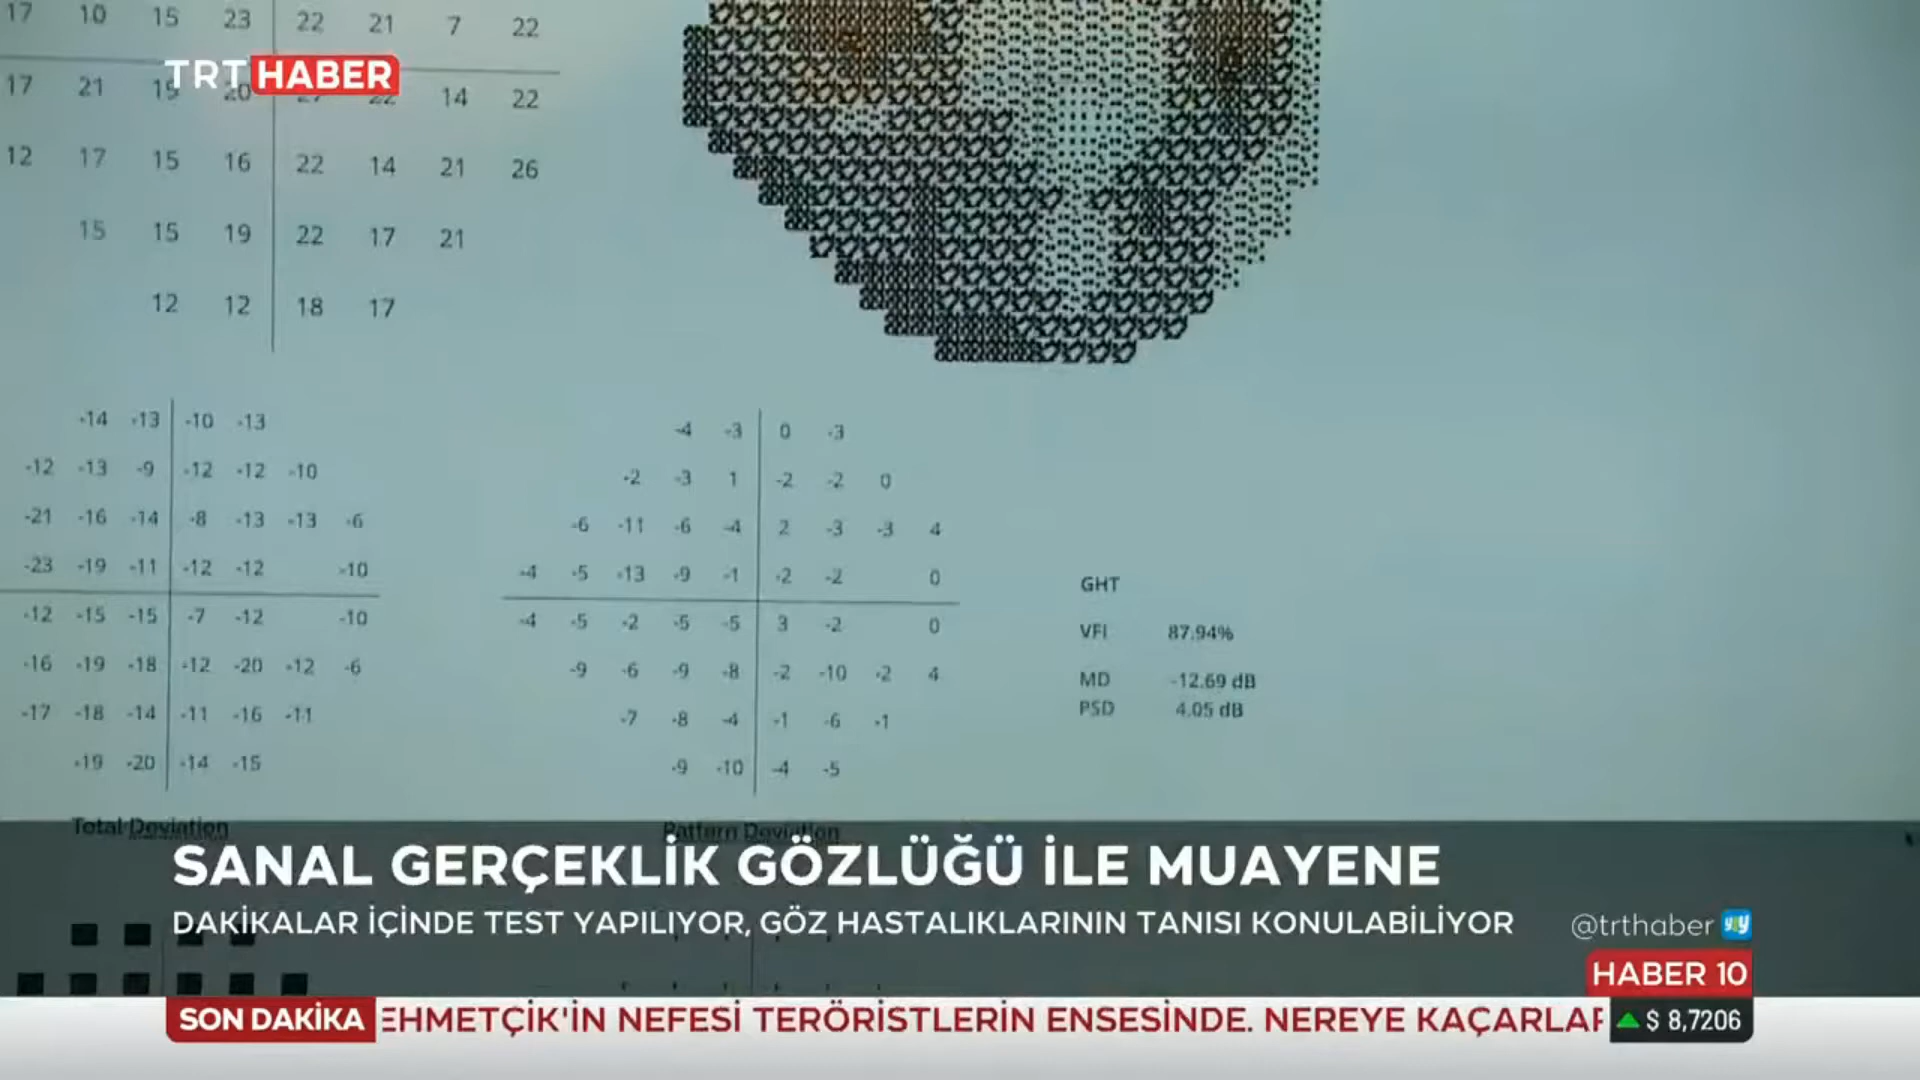 17 10 15 23 22 21 7 22
TRT HABER
17 21 19 20 27 22 14 22
12 17 15 16 22 14 21 26
15 15 19 22 17 21
12 12 18 17
-14 -13 -10 -13
-12 -13 -9 -12 -12 -10
-21 -16 -14 -8 -13 -13 -6
-23 -19 -11 -12 -12 -10
-12 -15 -15 -7 -12 -10
-16 -19 -18 -12 -20 -12 -6
-17 -18 -14 -11 -16 -11
-19 -20 -14 -15
Total Deviation
-4 -3 0 -3
-2 -3 1 -2 -2 0
-6 -11 -6 -4 2 -3 -3 4
-4 -5 -13 -9 -1 -2 -2 0
-4 -5 -2 -5 -5 3 -2 0
-9 -6 -9 -8 -2 -10 -2 4
-7 -8 -4 -1 -6 -1
-9 -10 -4 -5
Pattern Deviation
GHT
VFI 87.94%
MD -12.69 dB
PSD 4.05 dB
SANAL GERÇEKLİK GÖZLÜĞÜ İLE MUAYENE
DAKİKALAR İÇİNDE TEST YAPILIYOR, GÖZ HASTALIKLARININ TANISI KONULABİLİYOR
@trthaber
HABER 10
SON DAKİKA EHMETÇİK'İN NEFESİ TERÖRİSTLERİN ENSESİNDE. NEREYE KAÇARLAR
$ 8,7206